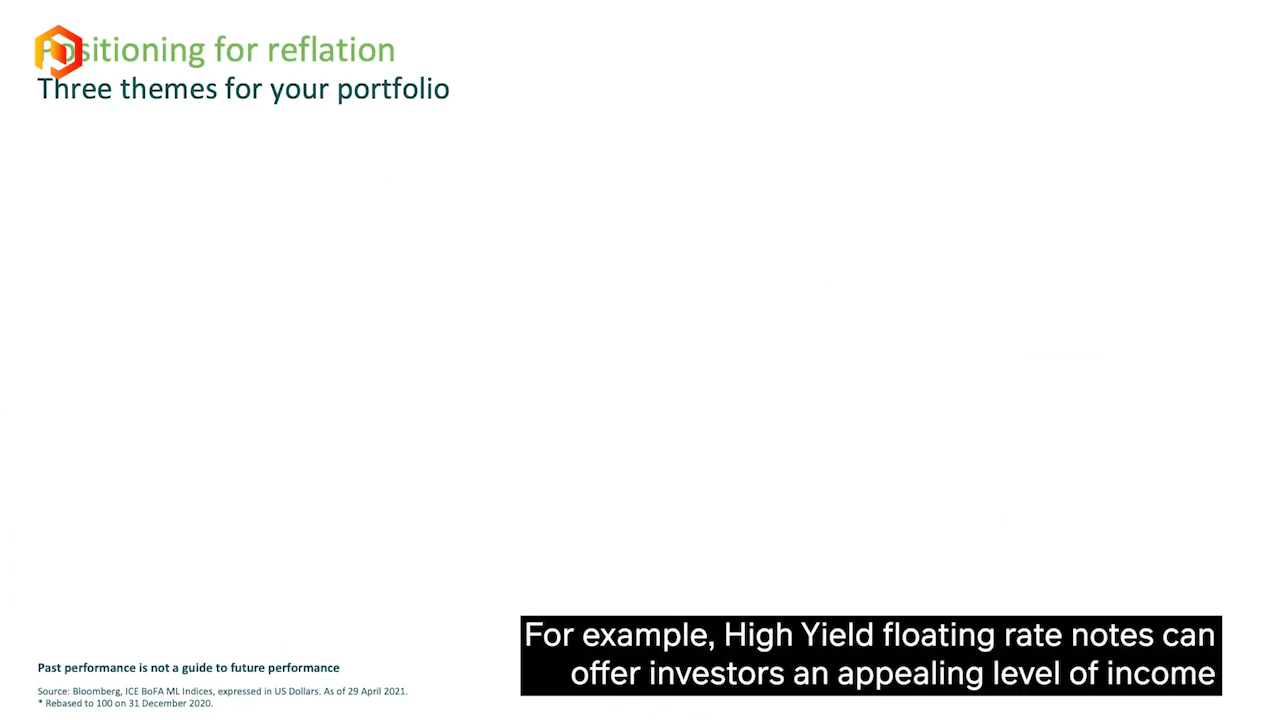 Positioning for reflation
Three themes for your portfolio
For example, High Yield floating rate notes can
offer investors an appealing level of income
Past performance is not a guide to future performance
Source: Bloomberg, ICE BoFA ML Indices, expressed in US Dollars. As of 29 April 2021.
* Rebased to 100 on 31 December 2020.